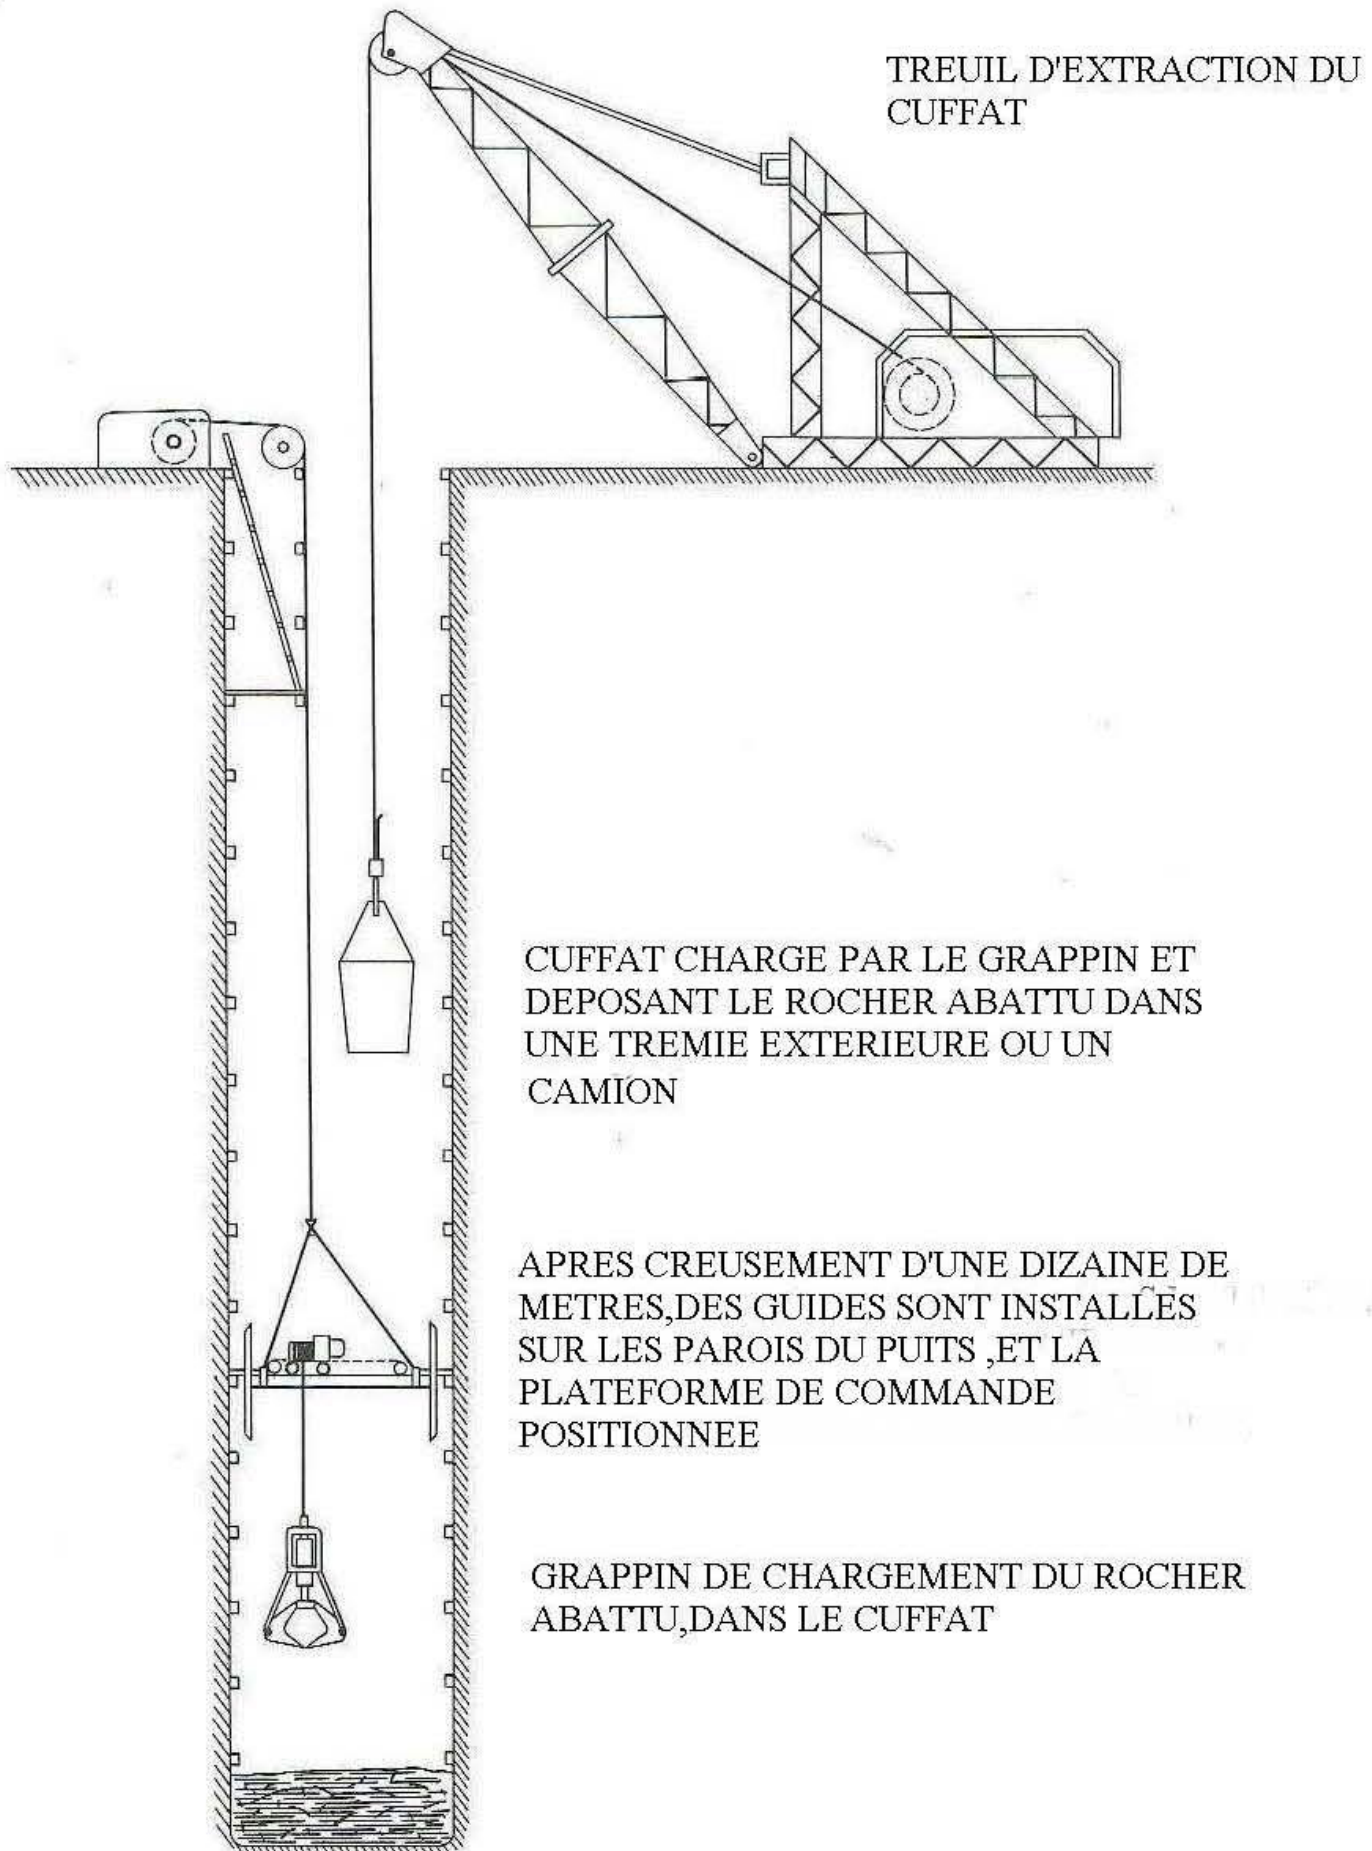 TREUIL D'EXTRACTION DU
CUFFAT
CUFFAT CHARGE PAR LE GRAPPIN ET
DEPOSANT LE ROCHER ABATTU DANS
UNE TREMIE EXTERIEURE OU UN
CAMION
APRES CREUSEMENT D'UNE DIZAINE DE
METRES,DES GUIDES SONT INSTALLES
SUR LES PAROIS DU PUITS ,ET LA
PLATEFORME DE COMMANDE
POSITIONNEE
GRAPPIN DE CHARGEMENT DU ROCHER
ABATTU,DANS LE CUFFAT